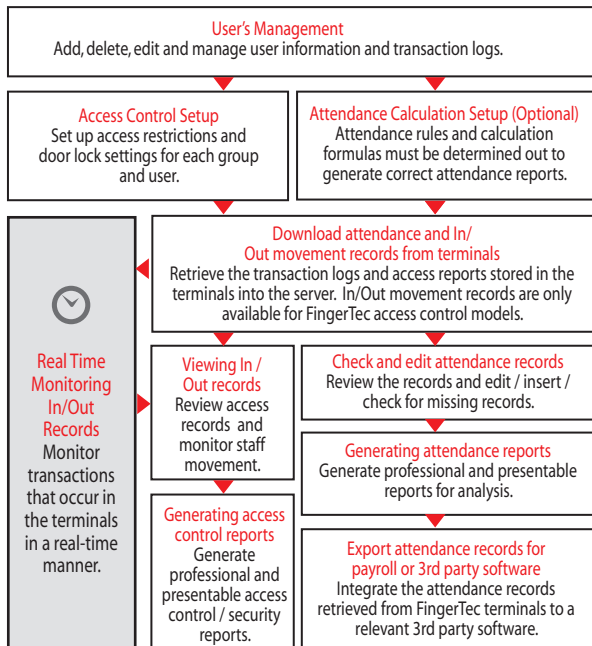 User's Management
Add, delete, edit and manage user information and transaction logs.
Access Control Setup
Set up access restrictions and
door lock settings for each group
and user.
Attendance Calculation Setup (Optional)
Attendance rules and calculation
formulas must be determined out to
generate correct attendance reports.
Download attendance and In/
Out movement records from terminals
Retrieve the transaction logs and access reports stored in the
terminals into the server. In/Out movement records are only
available for FingerTec access control models.
Real Time
Monitoring
In/Out
Records
Monitor
transactions
that occur in
the terminals
in a real-time
manner.
Viewing In /
Out records
Review access
records and
monitor staff
movement.
Check and edit attendance records
Review the records and edit / insert /
check for missing records.
Generating attendance reports
Generate professional and presentable
reports for analysis.
Generating access
control reports
Generate
professional and
presentable access
control / security
reports.
Export attendance records for
payroll or 3rd party software
Integrate the attendance records
retrieved from FingerTec terminals to a
relevant 3rd party software.